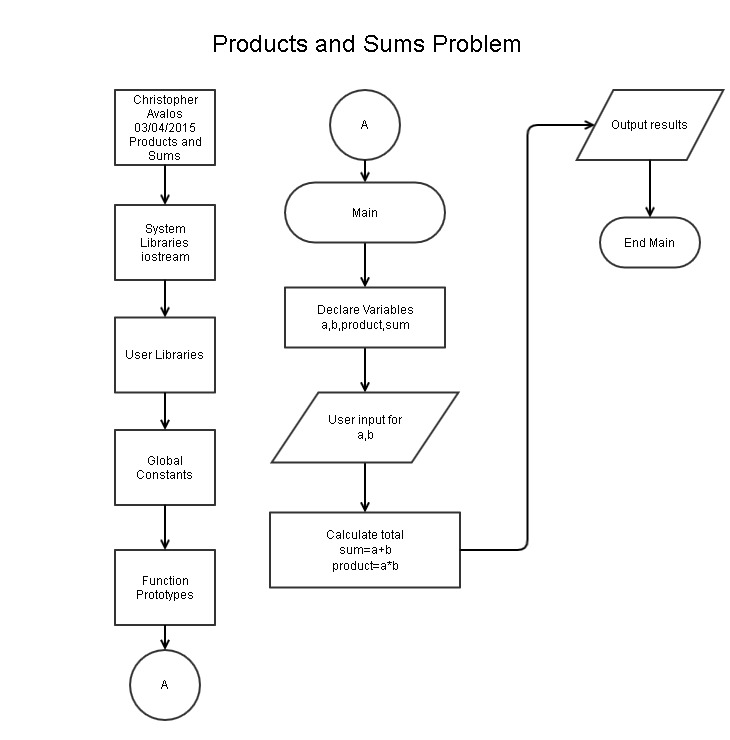 Products and Sums Problem
Christopher
Avalos
03/04/2015
Products and
Sums
System
Libraries
iostream
User Libraries
Global
Constants
Function
Prototypes
A
A
Main
Declare Variables
a,b,product,sum
User input for
a,b
Calculate total
sum=a+b
product=a*b
Output results
End Main